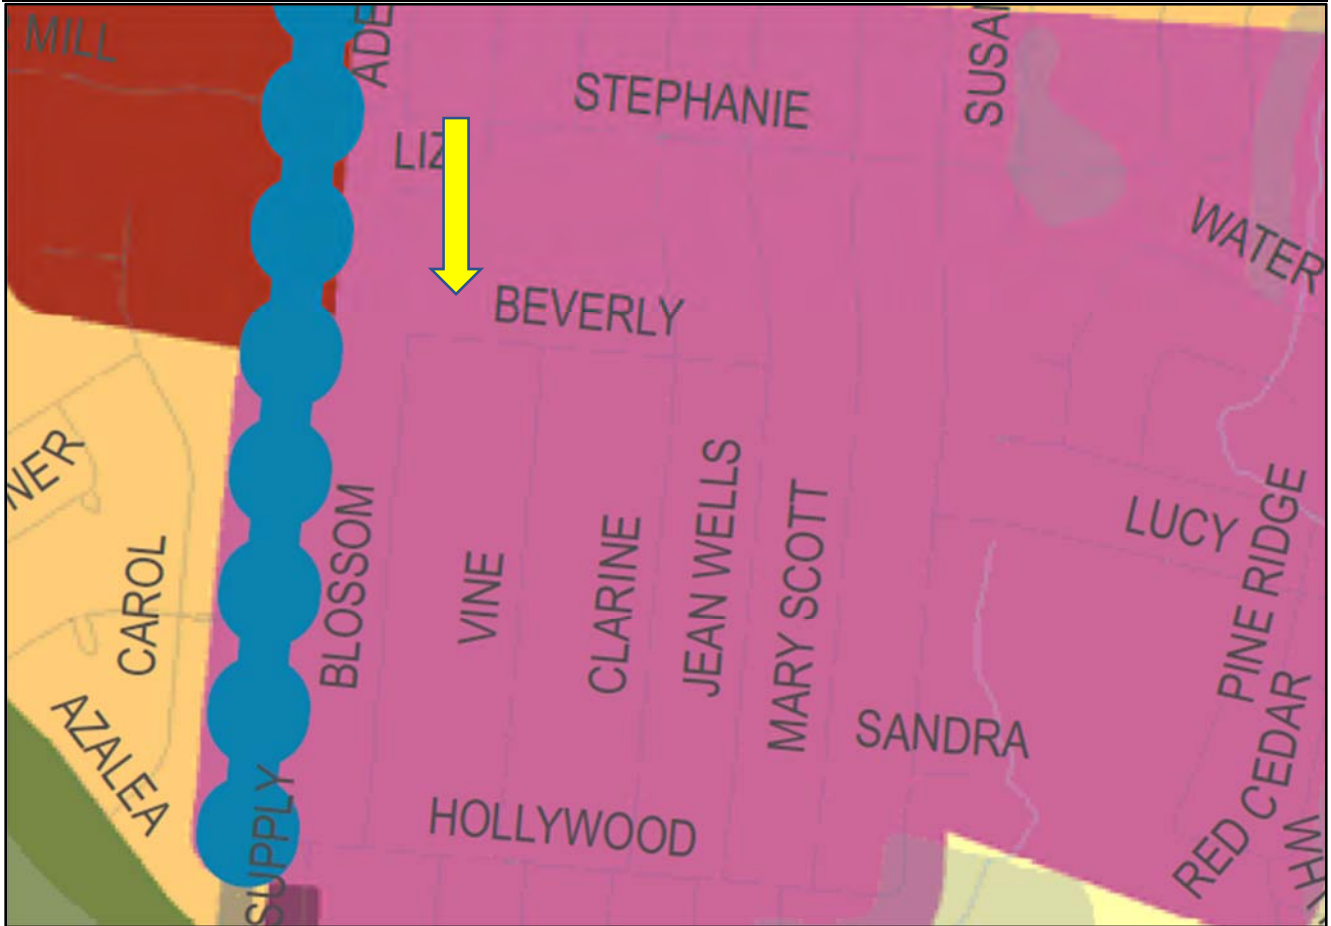 MILL
ADE
STEPHANIE
SUSA
LIZ
WATER
BEVERLY
NER
CAROL
BLOSSOM
VINE
CLARINE
JEAN WELLS
MARY SCOTT
LUCY
PINE RIDGE
AZALEA
SUPPLY
HOLLYWOOD
SANDRA
RED CEDAR
WH